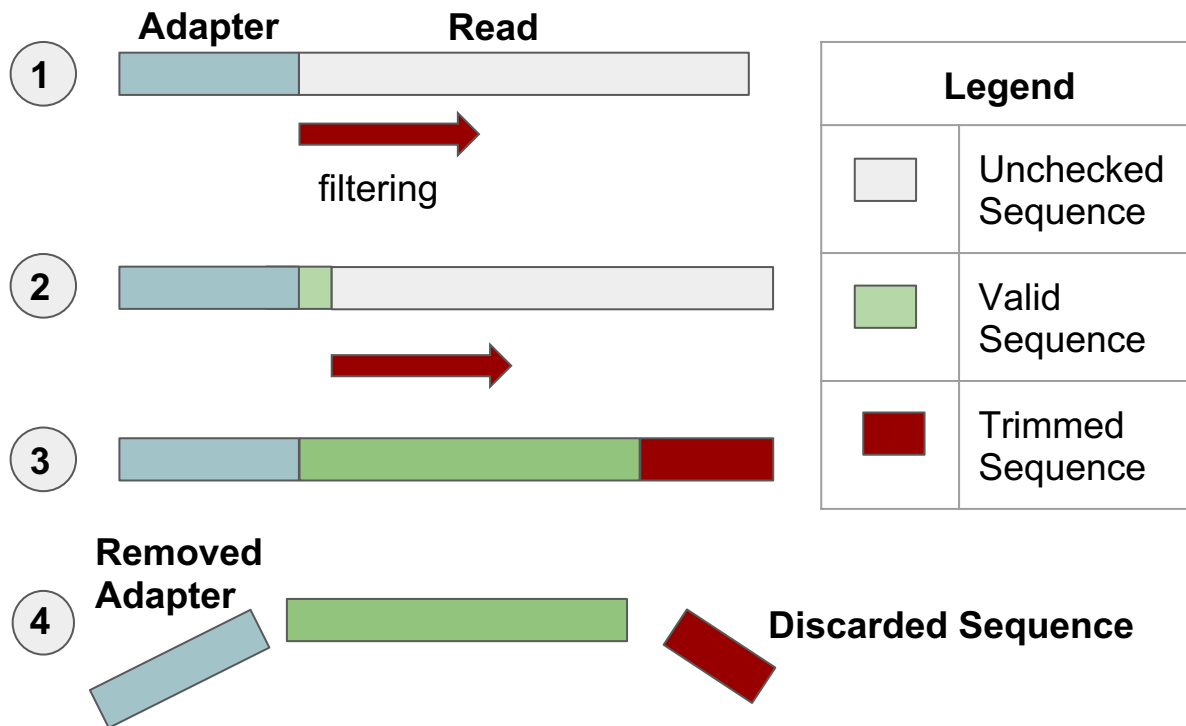 Adapter
Read
1
filtering
2
3
Removed
Adapter
4
Discarded Sequence
Legend
Unchecked
Sequence
Valid
Sequence
Trimmed
Sequence